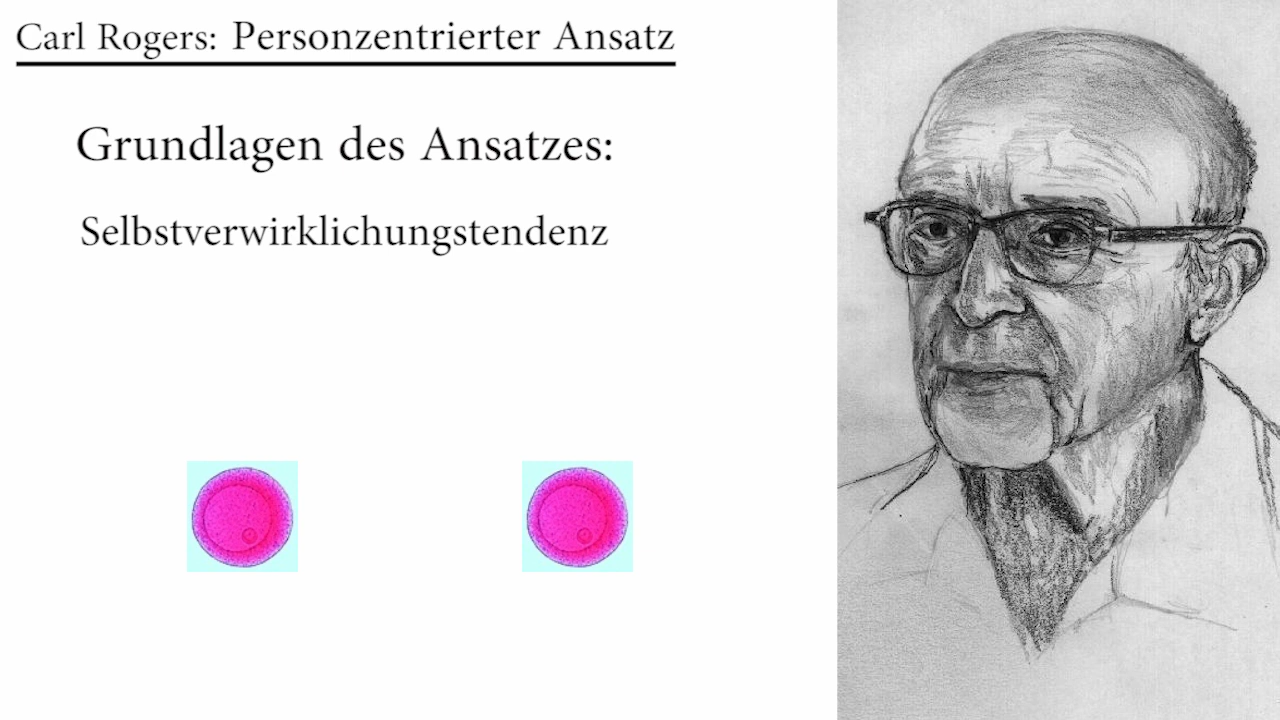 Carl Rogers: Personzentrierter Ansatz
Grundlagen des Ansatzes:
Selbstverwirklichungstendenz